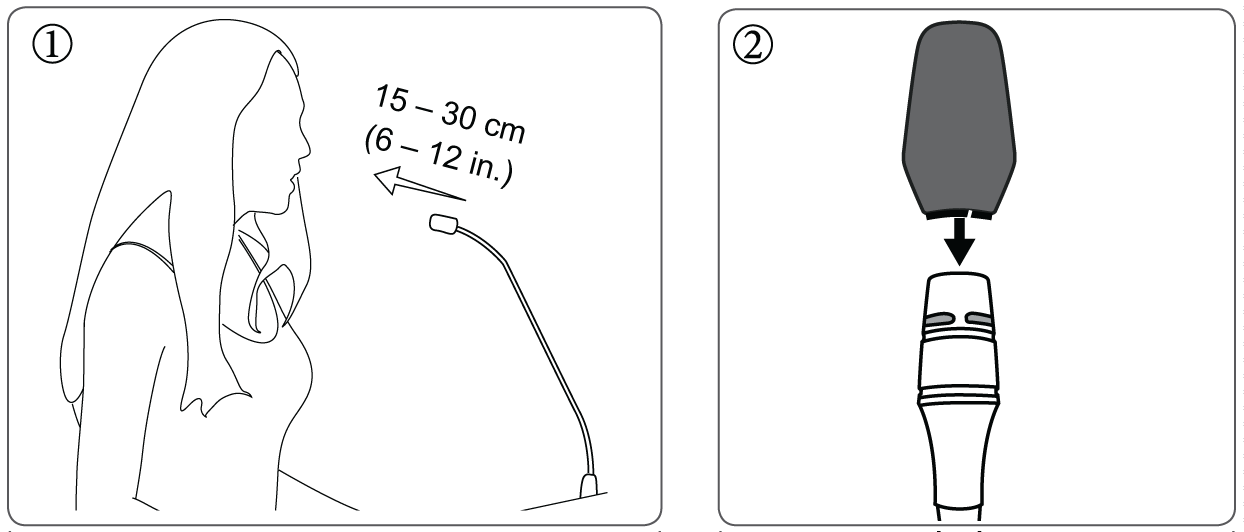 ①
15 – 30 cm
(6 – 12 in.)
②